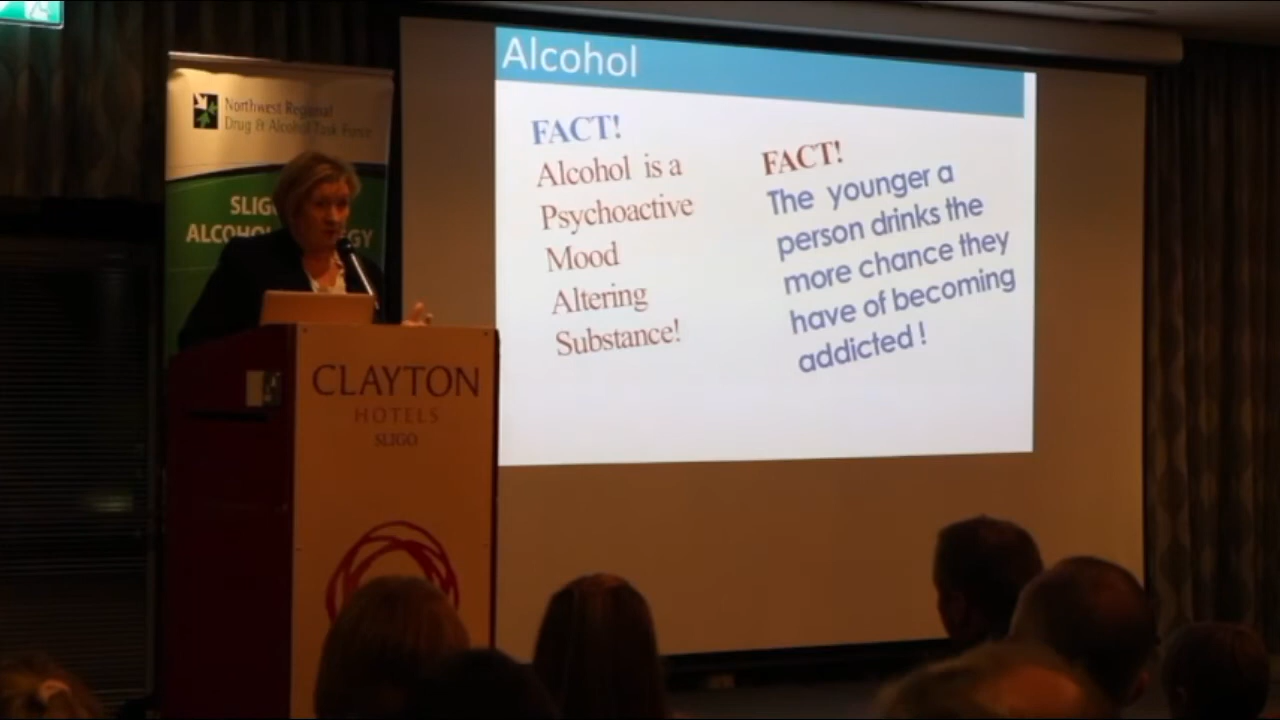 Alcohol
FACT!
Alcohol is a
Psychoactive
Mood
Altering
Substance!
FACT!
The younger a
person drinks the
more chance they
have of becoming
addicted !
Northwest Regional
Drug & Alcohol Task Force
CLAYTON
HOTELS
SLIGO